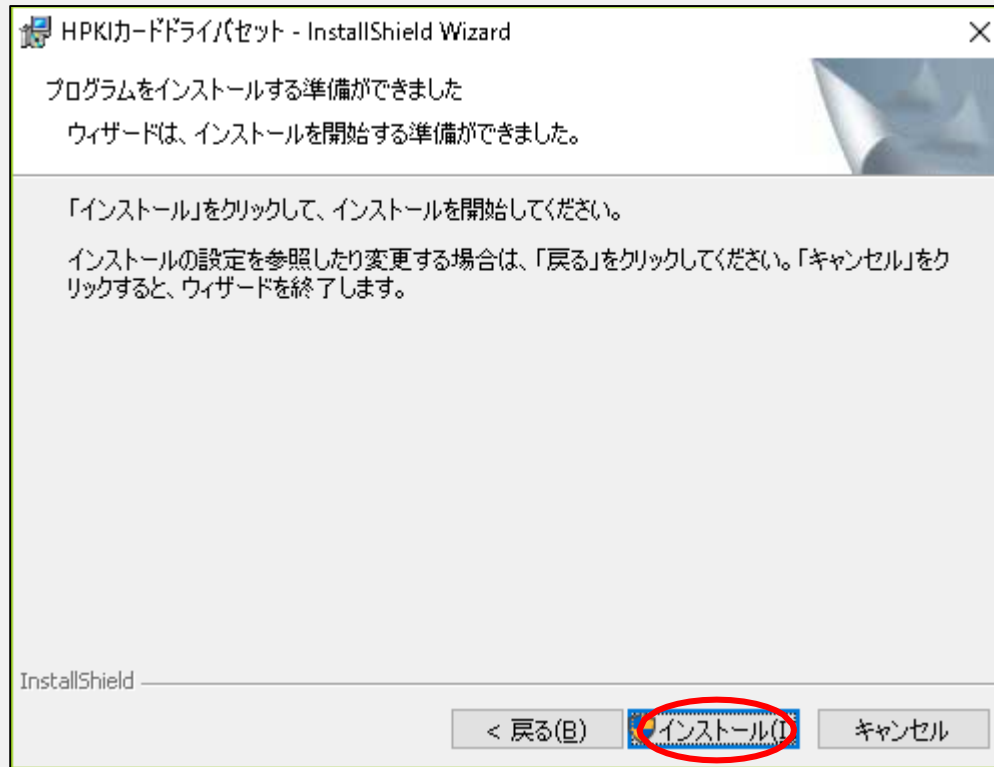 HPKIカードドライバセット - InstallShield Wizard
プログラムをインストールする準備ができました
ウィザードは、インストールを開始する準備ができました。
「インストール」をクリックして、インストールを開始してください。
インストールの設定を参照したり変更する場合は、「戻る」をクリックしてください。「キャンセル」をク
リックすると、ウィザードを終了します。
InstallShield
< 戻る(B) インストール(I キャンセル